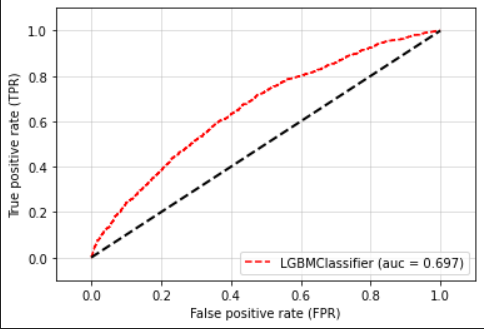 1.0
0.8
0.6
0.4
0.2
0.0
True positive rate (TPR)
LGBMClassifier (auc = 0.697)
0.0 0.2 0.4 0.6 0.8 1.0
False positive rate (FPR)